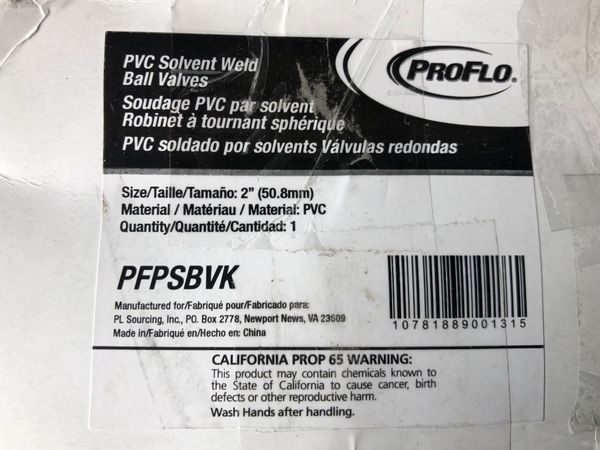 PVC Solvent Weld
Ball Valves
Soudage PVC par solvent
Robinet à tournant sphérique
PVC soldado por solvents Válvulas redondas
PROFLO®
Size/Taille/Tamaño: 2” (50.8mm)
Material / Matériau / Material: PVC
Quantity/Quantité/Cantidad: 1
PFPSBVK
Manufactured for/Fabriqué pour/Fabricado para:
PL Sourcing, Inc., PO. Box 2778, Newport News, VA 23609
Made in/Fabriqué en/Hecho en: China
10781889001315
CALIFORNIA PROP 65 WARNING:
This product may contain chemicals known to
the State of California to cause cancer, birth
defects or other reproductive harm.
Wash Hands after handling.